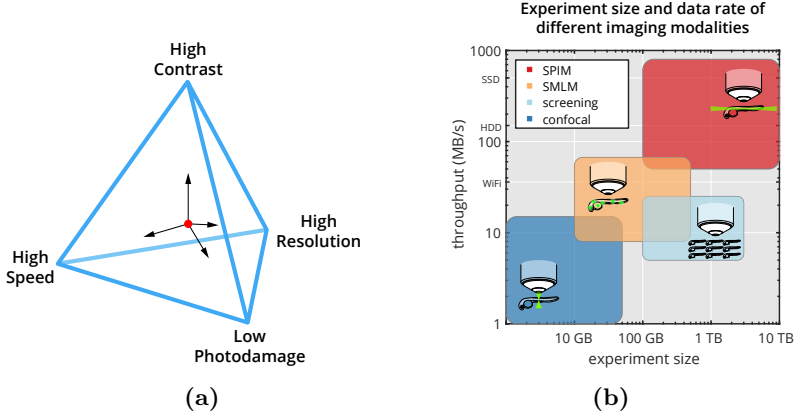 High
Contrast
High
Speed
High
Resolution
Low
Photodamage
(a)
Experiment size and data rate of
different imaging modalities
throughput (MB/s)
1000
SSD
HDD
100
WiFi
10
1
SPIM
SMLM
screening
confocal
10 GB
100 GB
1 TB
10 TB
experiment size
(b)